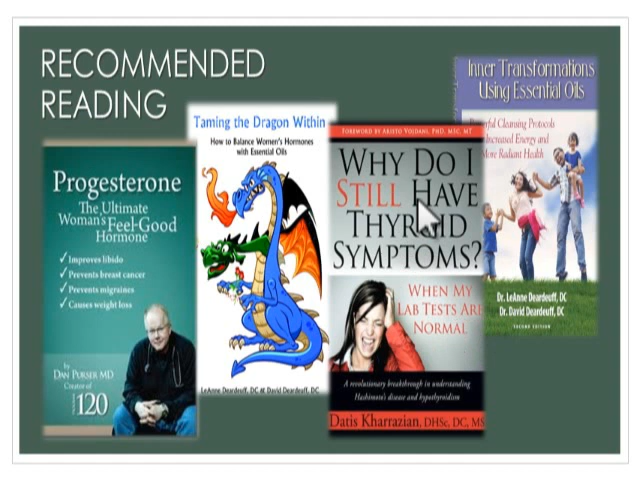 RECOMMENDED
READING
Progesterone
The Ultimate
Woman's Feel-Good
Hormone
✓ Improves libido
✓ Prevents breast cancer
✓ Prevents migraines
✓ Causes weight loss
by
DAN PURSER MD
Creator of
120
Taming the Dragon Within
How to Balance Women's Hormones
with Essential Oils
LeAnne Deardeuff, DC & David Deardeuff, DC
FOREWORD BY ARISTO VOJDANI, PHD, MSC, MT
WHY DO I
STILL HAVE
THYROID
SYMPTOMS?
WHEN MY
LAB TESTS ARE
NORMAL
A revolutionary breakthrough in understanding
Hashimoto's disease and hypothyroidism
Datis Kharrazian, DHSc, DC, MS
Inner Transformations
Using Essential Oils
Cleansing Protocols
Increased Energy and
More Radiant Health
Dr. LeAnne Deardeuff, DC
Dr. David Deardeuff, DC
SECOND EDITION